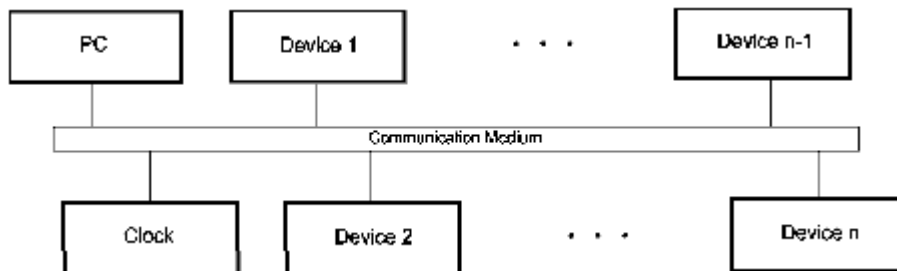 PC
Device 1
. . .
Device n-1
Communication Medium
Clock
Device 2
. . .
Device n